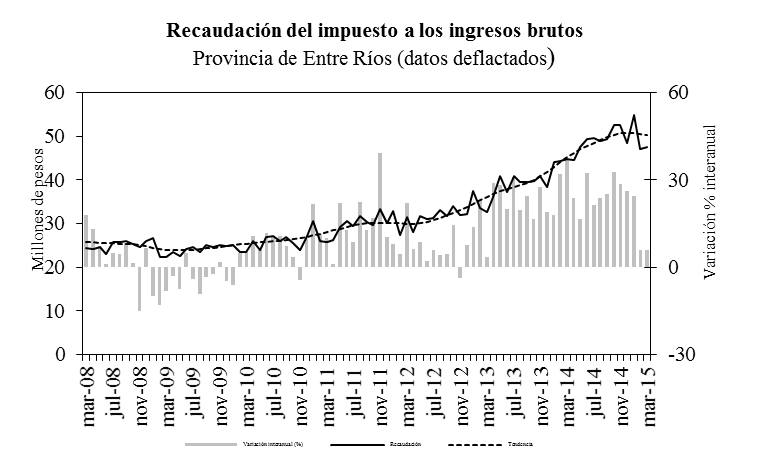 Recaudación del impuesto a los ingresos brutos
Provincia de Entre Ríos (datos deflactados)
Milllones de pesos
60
50
40
30
20
10
0
60
30
0
-30
Variación % interanual
mar-08
jul-08
nov-08
mar-09
jul-09
nov-09
mar-10
jul-10
nov-10
mar-11
jul-11
nov-11
mar-12
jul-12
nov-12
mar-13
jul-13
nov-13
mar-14
jul-14
nov-14
mar-15
Variación interanual (%)
Recaudación
Tendencia